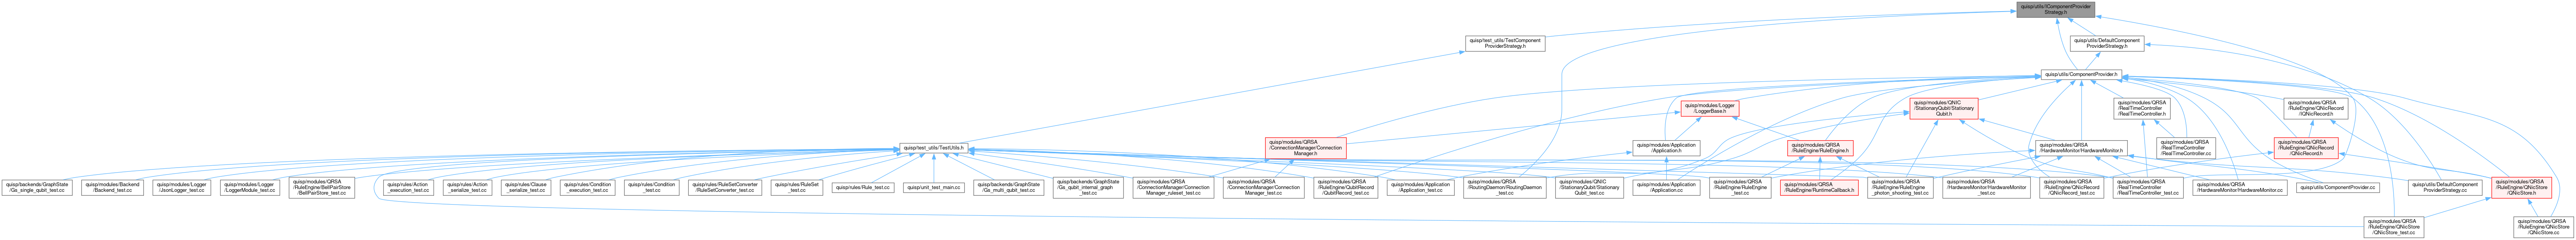 quisp/utils/IComponentProvider
Strategy.h
quisp/test_utils/TestComponent
ProviderStrategy.h
quisp/utils/DefaultComponent
ProviderStrategy.h
quisp/utils/ComponentProvider.h
quisp/modules/Logger
/LoggerBase.h
quisp/modules/QNIC
/StationaryQubit/Stationary
Qubit.h
quisp/modules/QRSA
/RealTimeController
/RealTimeController.h
quisp/modules/QRSA
/RuleEngine/QNicRecord
/IQNicRecord.h
quisp/test_utils/TestUtils.h
quisp/modules/QRSA
/ConnectionManager/Connection
Manager.h
quisp/modules/Application
/Application.h
quisp/modules/QRSA
/RuleEngine/RuleEngine.h
quisp/modules/QRSA
/HardwareMonitor/HardwareMonitor.h
quisp/modules/QRSA
/RealTimeController
/RealTimeController.cc
quisp/modules/QRSA
/RuleEngine/QNicRecord
/QNicRecord.h
quisp/backends/GraphState
/Gs_single_qubit_test.cc
quisp/modules/Backend
/Backend_test.cc
quisp/modules/Logger
/JsonLogger_test.cc
quisp/modules/Logger
/LoggerModule_test.cc
quisp/modules/QRSA
/RuleEngine/BellPairStore
/BellPairStore_test.cc
quisp/rules/Action
_execution_test.cc
quisp/rules/Action
_serialize_test.cc
quisp/rules/Clause
_serialize_test.cc
quisp/rules/Condition
_execution_test.cc
quisp/rules/Condition
_test.cc
quisp/rules/RuleSetConverter
/RuleSetConverter_test.cc
quisp/rules/RuleSet
_test.cc
quisp/rules/Rule_test.cc
quisp/unit_test_main.cc
quisp/backends/GraphState
/Gs_multi_qubit_test.cc
quisp/backends/GraphState
/Gs_qubit_internal_graph
_test.cc
quisp/modules/QRSA
/ConnectionManager/Connection
Manager_ruleset_test.cc
quisp/modules/QRSA
/ConnectionManager/Connection
Manager_test.cc
quisp/modules/QRSA
/RuleEngine/QubitRecord
/QubitRecord_test.cc
quisp/modules/Application
/Application_test.cc
quisp/modules/QRSA
/RoutingDaemon/RoutingDaemon
_test.cc
quisp/modules/QNIC
/StationaryQubit/Stationary
Qubit_test.cc
quisp/modules/Application
/Application.cc
quisp/modules/QRSA
/RuleEngine/RuleEngine
_test.cc
quisp/modules/QRSA
/RuleEngine/RuntimeCallback.h
quisp/modules/QRSA
/RuleEngine/RuleEngine
_photon_shooting_test.cc
quisp/modules/QRSA
/HardwareMonitor/HardwareMonitor
_test.cc
quisp/modules/QRSA
/RuleEngine/QNicRecord
/QNicRecord_test.cc
quisp/modules/QRSA
/RealTimeController
/RealTimeController_test.cc
quisp/modules/QRSA
/HardwareMonitor/HardwareMonitor.cc
quisp/utils/ComponentProvider.cc
quisp/utils/DefaultComponent
ProviderStrategy.cc
quisp/modules/QRSA
/RuleEngine/QNicStore
/QNicStore.h
quisp/modules/QRSA
/RuleEngine/QNicStore
/QNicStore_test.cc
quisp/modules/QRSA
/RuleEngine/QNicStore
/QNicStore.cc